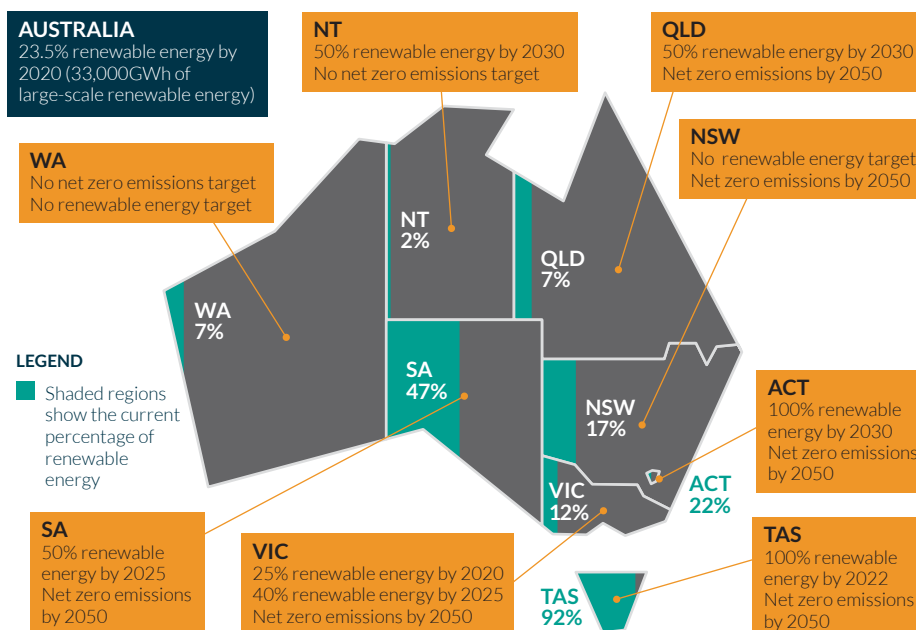 AUSTRALIA
23.5% renewable energy by
2020 (33,000GWh of
large-scale renewable energy)
NT
50% renewable energy by 2030
No net zero emissions target
QLD
50% renewable energy by 2030
Net zero emissions by 2050
WA
No net zero emissions target
No renewable energy target
NSW
No renewable energy target
Net zero emissions by 2050
NT
2%
QLD
7%
WA
7%
SA
47%
NSW
17%
VIC
12%
ACT
22%
TAS
92%
LEGEND
Shaded regions
show the current
percentage of
renewable
energy
ACT
100% renewable
energy by 2030
Net zero emissions
by 2050
SA
50% renewable
energy by 2025
Net zero emissions
by 2050
VIC
25% renewable energy by 2020
40% renewable energy by 2025
Net zero emissions by 2050
TAS
100% renewable
energy by 2022
Net zero emissions
by 2050